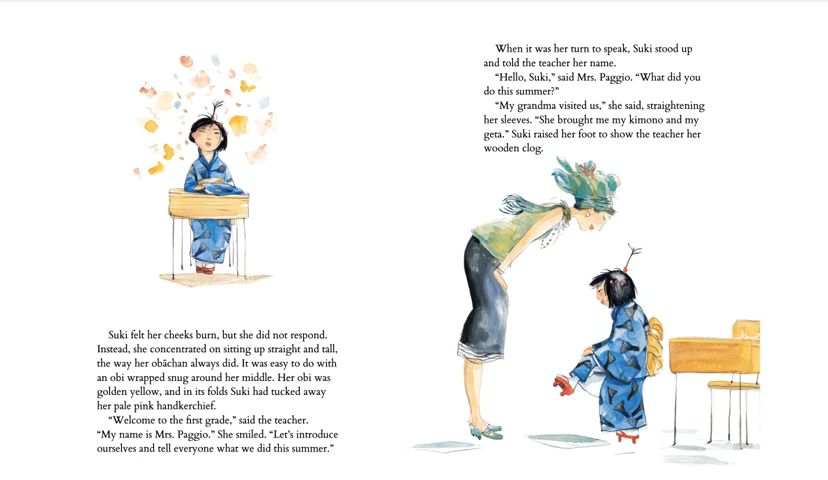 Suki felt her cheeks burn, but she did not respond.
Instead, she concentrated on sitting up straight and tall,
the way her obāchan always did. It was easy to do with
an obi wrapped snug around her middle. Her obi was
golden yellow, and in its folds Suki had tucked away
her pale pink handkerchief.
“Welcome to the first grade,” said the teacher.
“My name is Mrs. Paggio.” She smiled. “Let's introduce
ourselves and tell everyone what we did this summer.”
When it was her turn to speak, Suki stood up
and told the teacher her name.
“Hello, Suki,” said Mrs. Paggio. “What did you
do this summer?”
“My grandma visited us,” she said, straightening
her sleeves. “She brought me my kimono and my
geta.” Suki raised her foot to show the teacher her
wooden clog.